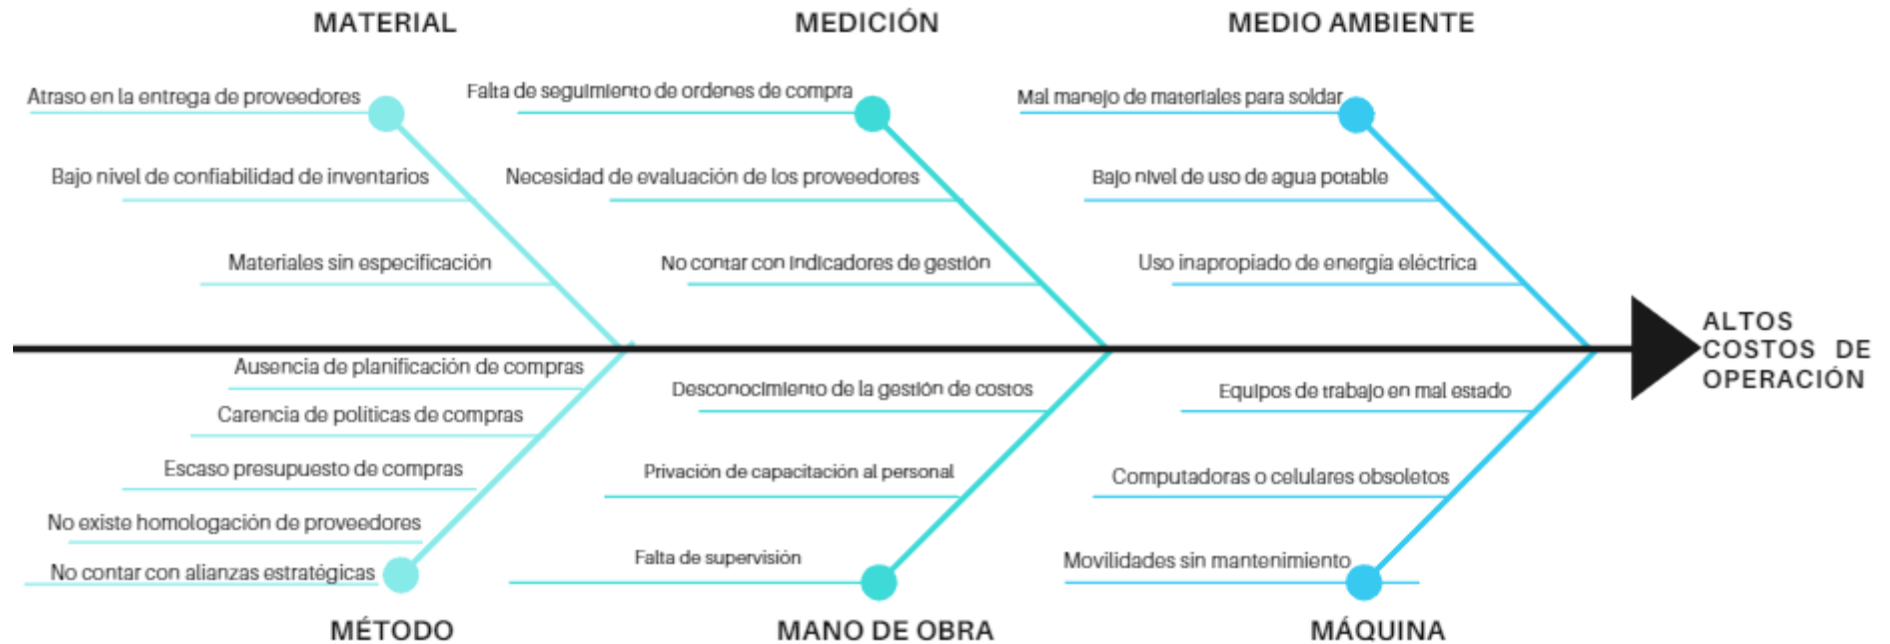 MATERIAL
MEDICIÓN
MEDIO AMBIENTE
Atraso en la entrega de proveedores
Falta de seguimiento de ordenes de compra
Mal manejo de materiales para soldar
Bajo nivel de confiabilidad de inventarios
Necesidad de evaluación de los proveedores
Bajo nivel de uso de agua potable
Materiales sin especificación
No contar con indicadores de gestión
Uso inapropiado de energía eléctrica
ALTOS
COSTOS DE
OPERACIÓN
Ausencia de planificación de compras
Desconocimiento de la gestión de costos
Equipos de trabajo en mal estado
Carencia de políticas de compras
Escaso presupuesto de compras
Privación de capacitación al personal
Computadoras o celulares obsoletos
No existe homologación de proveedores
Falta de supervisión
Movilidades sin mantenimiento
No contar con alianzas estratégicas
MÉTODO
MANO DE OBRA
MÁQUINA